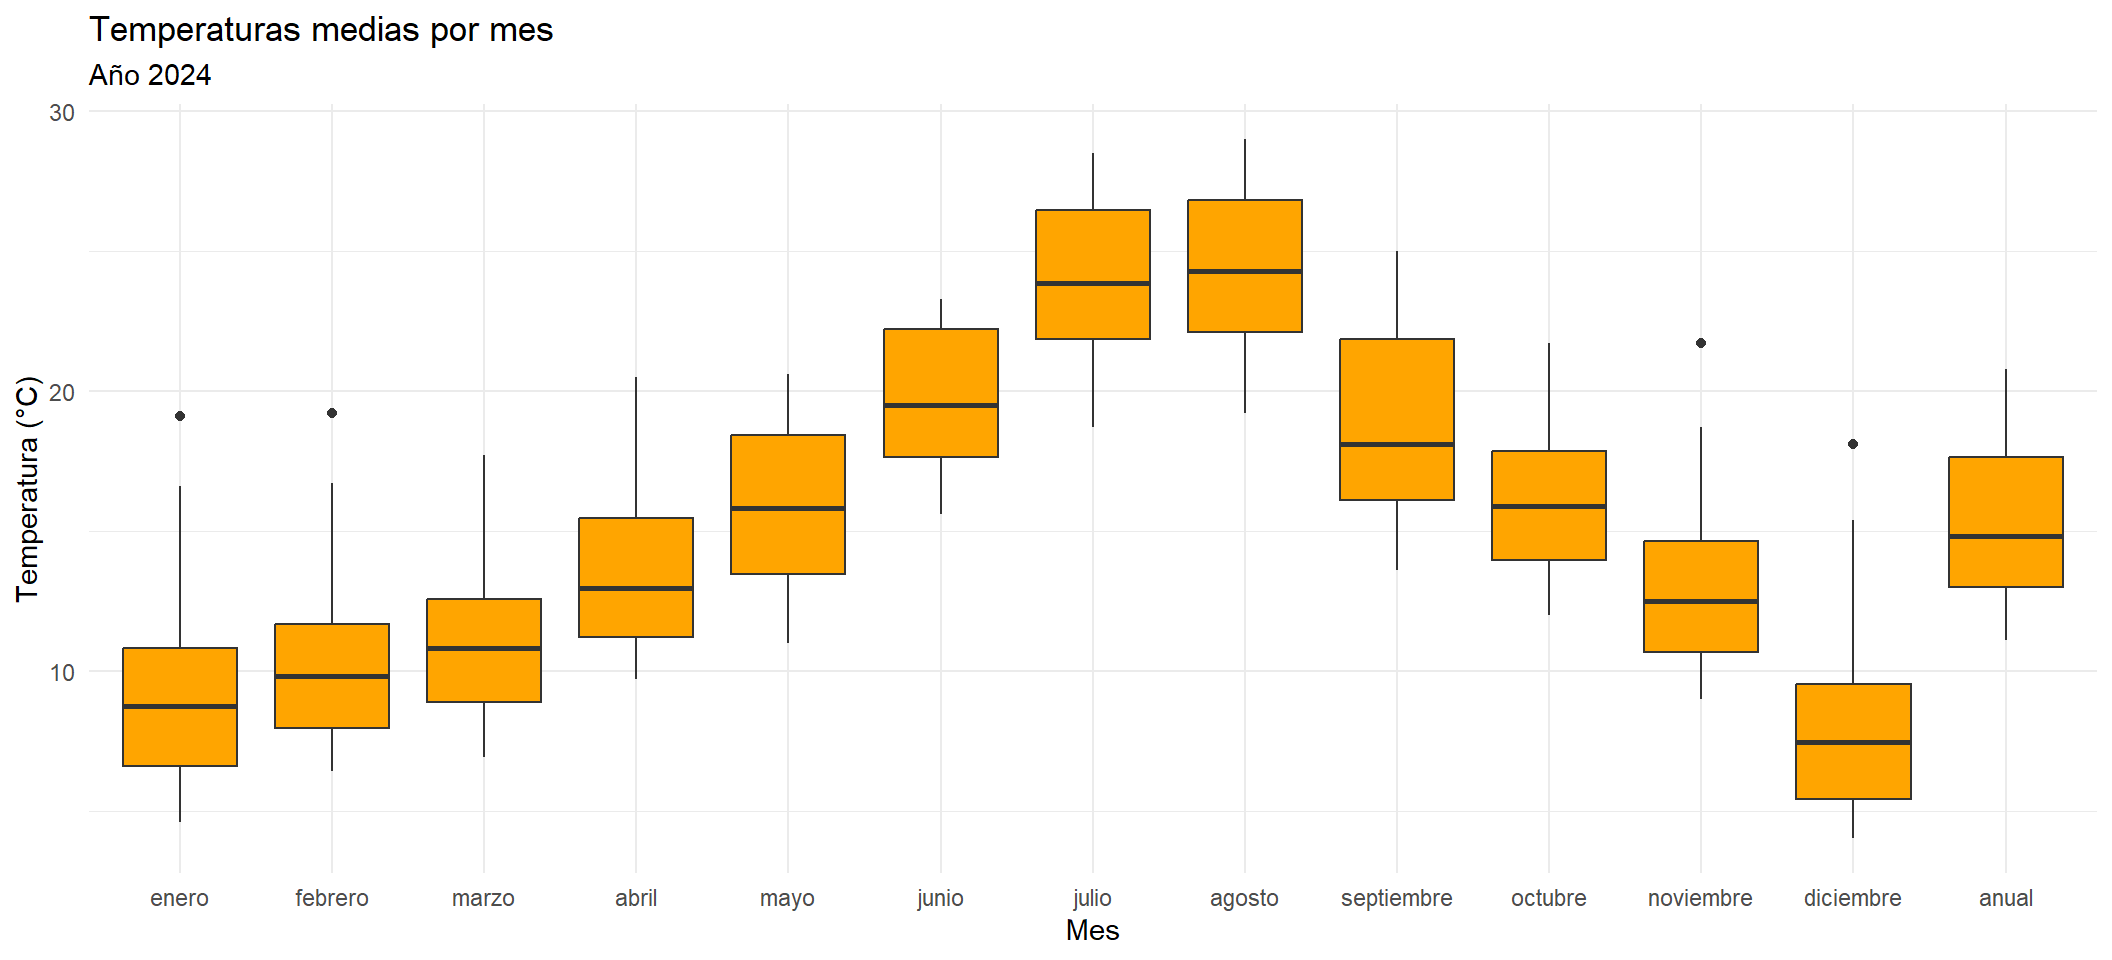 Temperaturas medias por mes
Año 2024
Temperatura (°C)
30
20
10
enero febrero marzo abril mayo junio julio agosto septiembre octubre noviembre diciembre anual
Mes